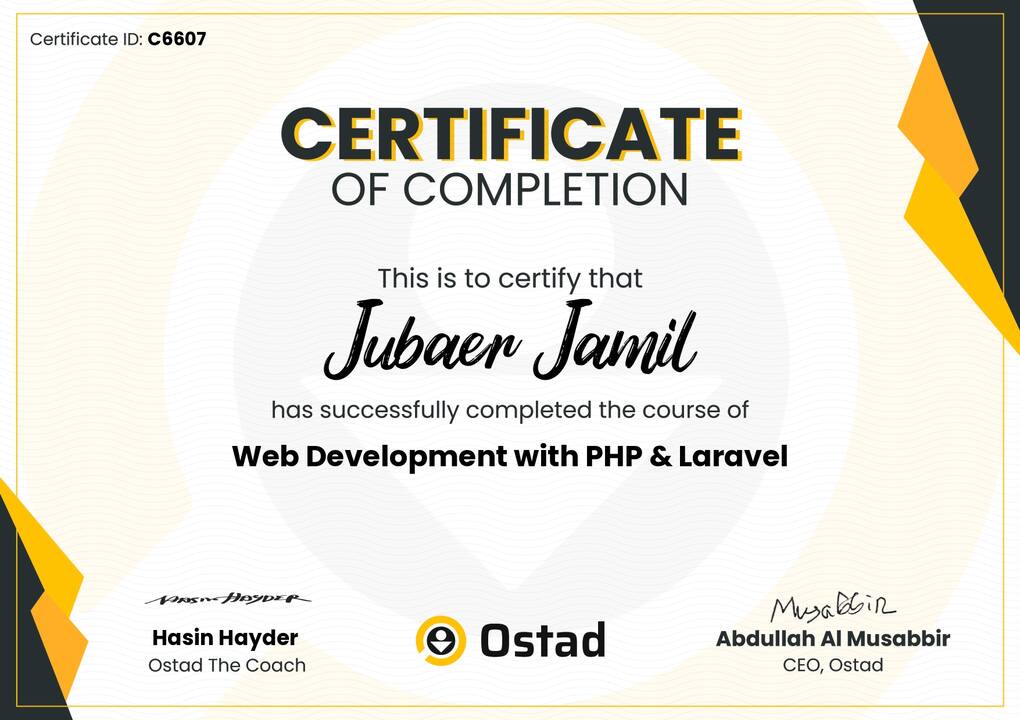 Certificate ID: C6607
CERTIFICATE
OF COMPLETION
This is to certify that
Jubaer Jamil
has successfully completed the course of
Web Development with PHP & Laravel
Hasin Hayder
Hasin Hayder
Ostad The Coach
Ostad
Musabbir
Abdullah Al Musabbir
CEO, Ostad